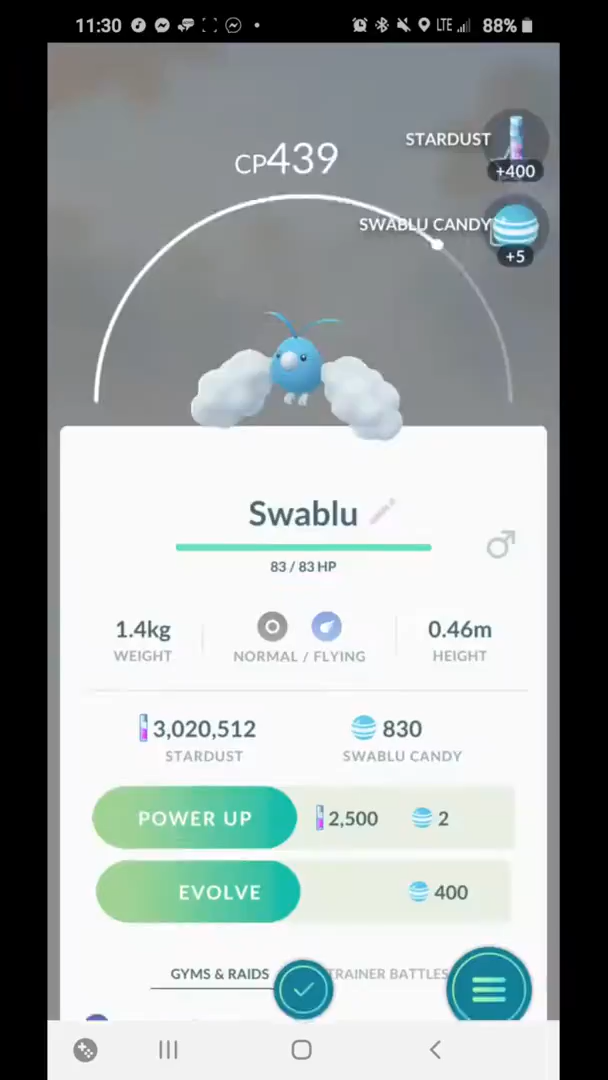 11:30 LTE 88%
STARDUST
+400
CP439
SWABLU CANDY
+5
Swablu
83 / 83 HP
1.4kg
WEIGHT
NORMAL / FLYING
0.46m
HEIGHT
3,020,512
STARDUST
830
SWABLU CANDY
POWER UP 2,500 2
EVOLVE 400
GYMS & RAIDS TRAINER BATTLES